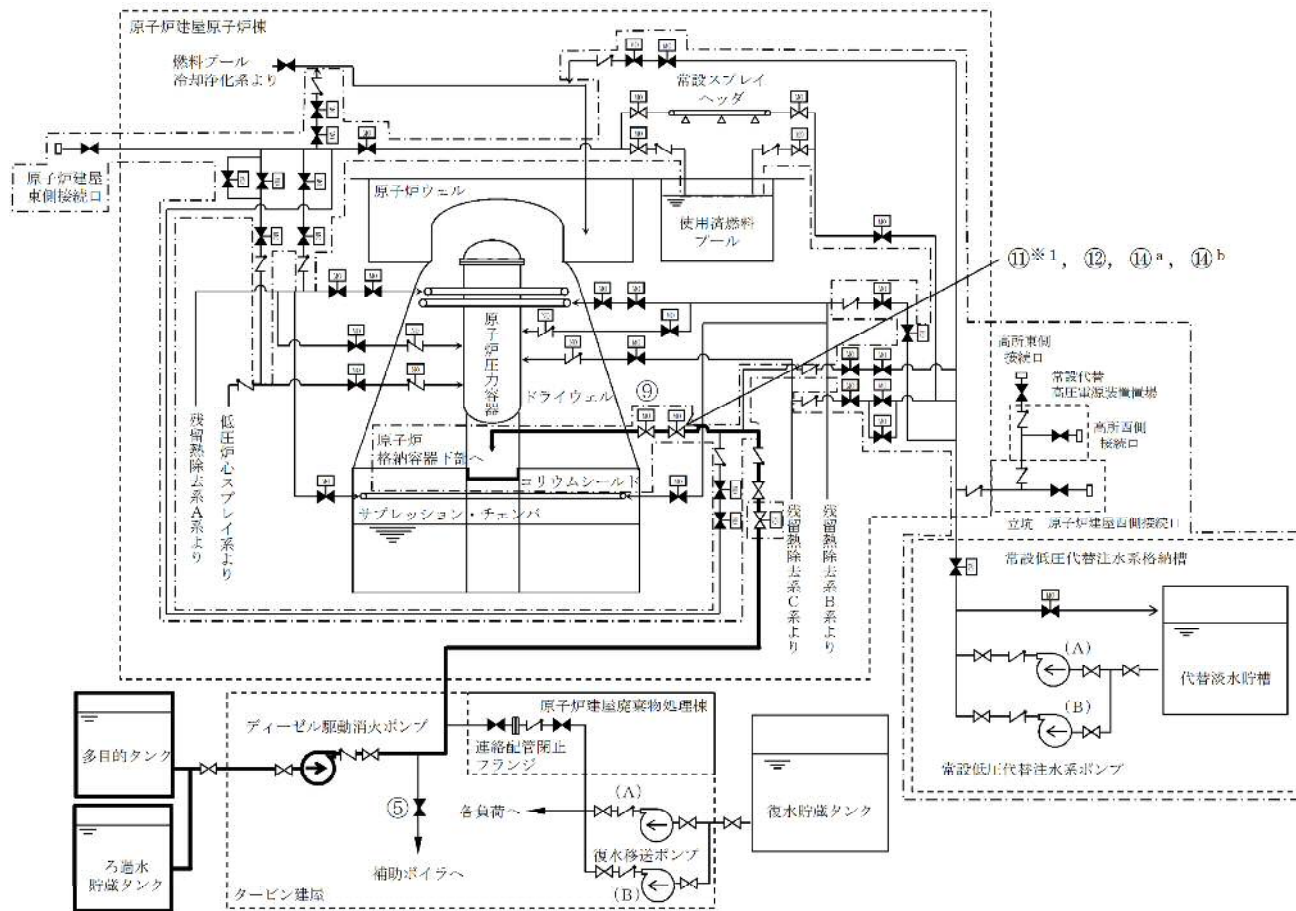 原子炉建屋原子炉棟
燃料プール
冷却浄化系より
常設スプレイ
ヘッダ
原子炉建屋
東側接続口
原子炉ウェル
使用済燃料
プール
⑪※1, ⑫, ⑭a, ⑭b
原子炉圧力容器
高所東側
接続口
常設代替
高圧電源装置置場
ドライウェル
⑨
高所西側
接続口
残留熱除去系A系より
低圧炉心スプレイ系より
原子炉
格納容器下部へ
コリウムシールド
サプレッション・チェンバ
残留熱除去系C系より
残留熱除去系B系より
立坑
原子炉建屋西側接続口
常設低圧代替注水系格納槽
(A)
代替淡水貯槽
(B)
常設低圧代替注水系ポンプ
原子炉建屋廃棄物処理棟
ディーゼル駆動消火ポンプ
連絡配管閉止
フランジ
多目的タンク
(A)
⑤
各負荷へ
復水貯蔵タンク
復水移送ポンプ
ろ過水
貯蔵タンク
補助ボイラへ
(B)
タービン建屋